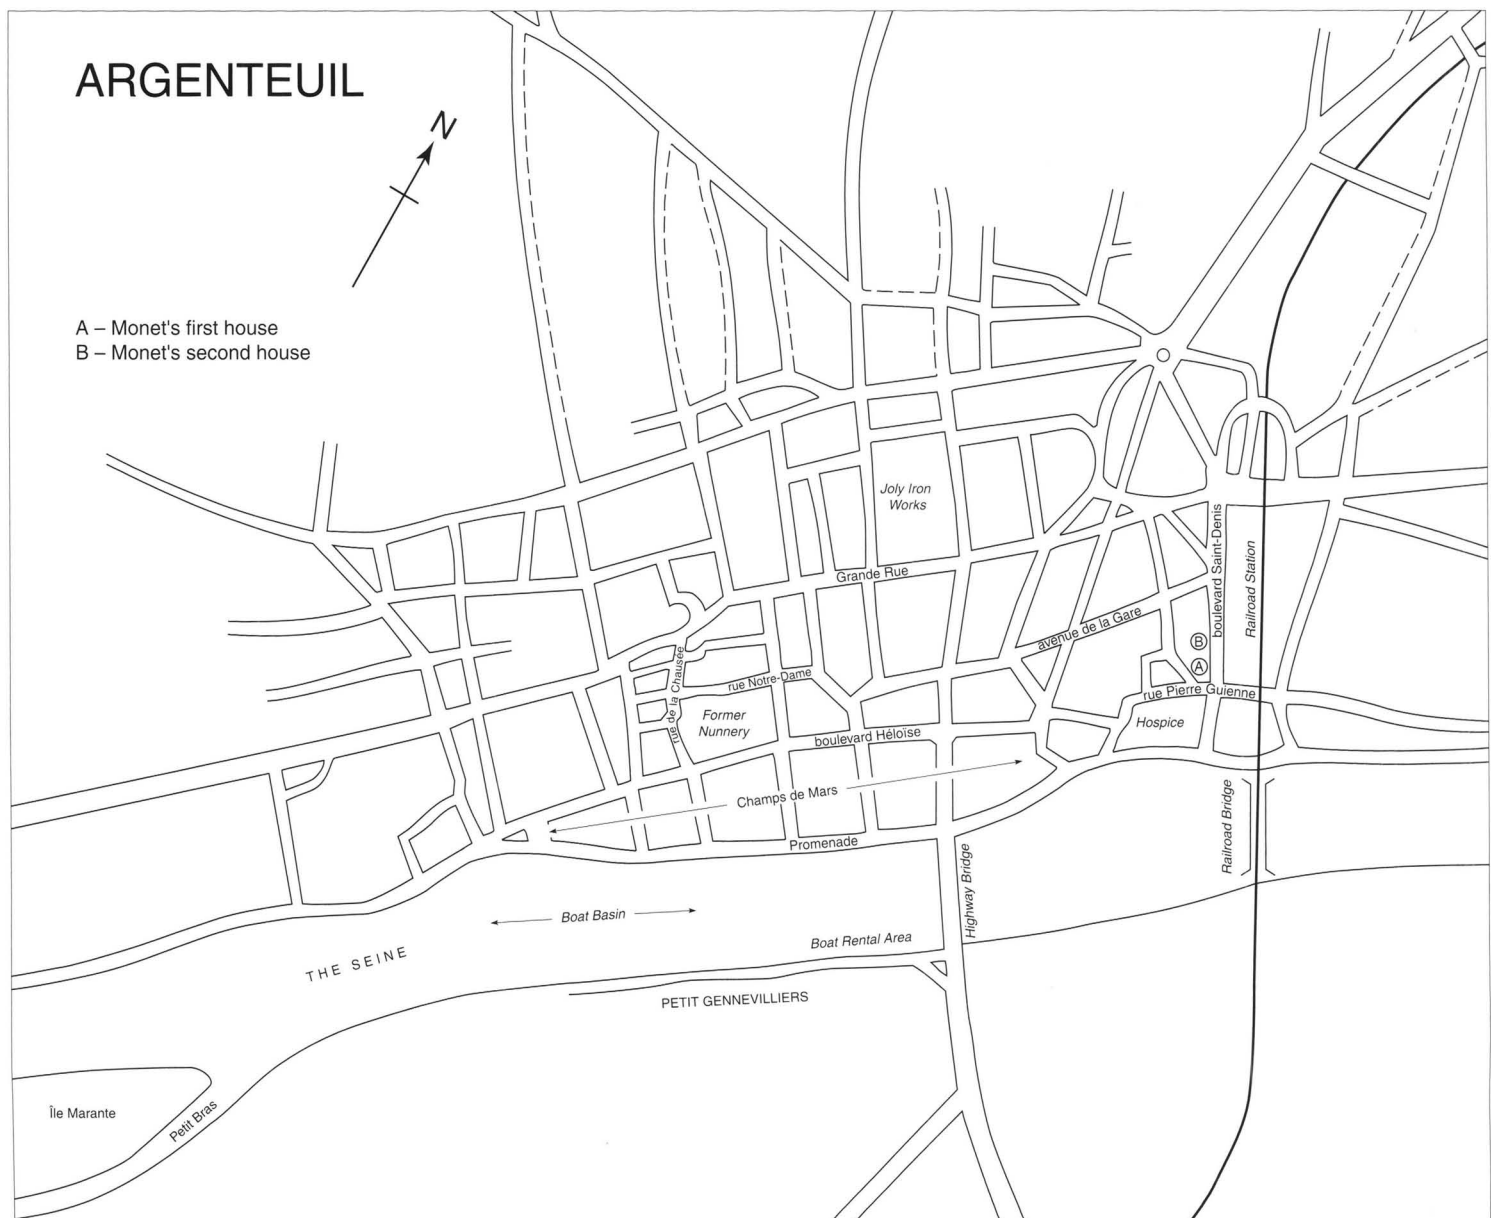 ARGENTEUIL
N
A – Monet's first house
B – Monet's second house
Joly Iron
Works
Grande Rue
boulevard Saint-Denis
Railroad Station
avenue de la Gare
B
A
rue de la Chausée
rue Notre-Dame
rue Pierre Guienne
Former
Nunnery
Hospice
boulevard Héloïse
Champs de Mars
Promenade
Railroad Bridge
Highway Bridge
Boat Basin
Boat Rental Area
THE SEINE
PETIT GENNEVILLIERS
Île Marante
Petit Bras